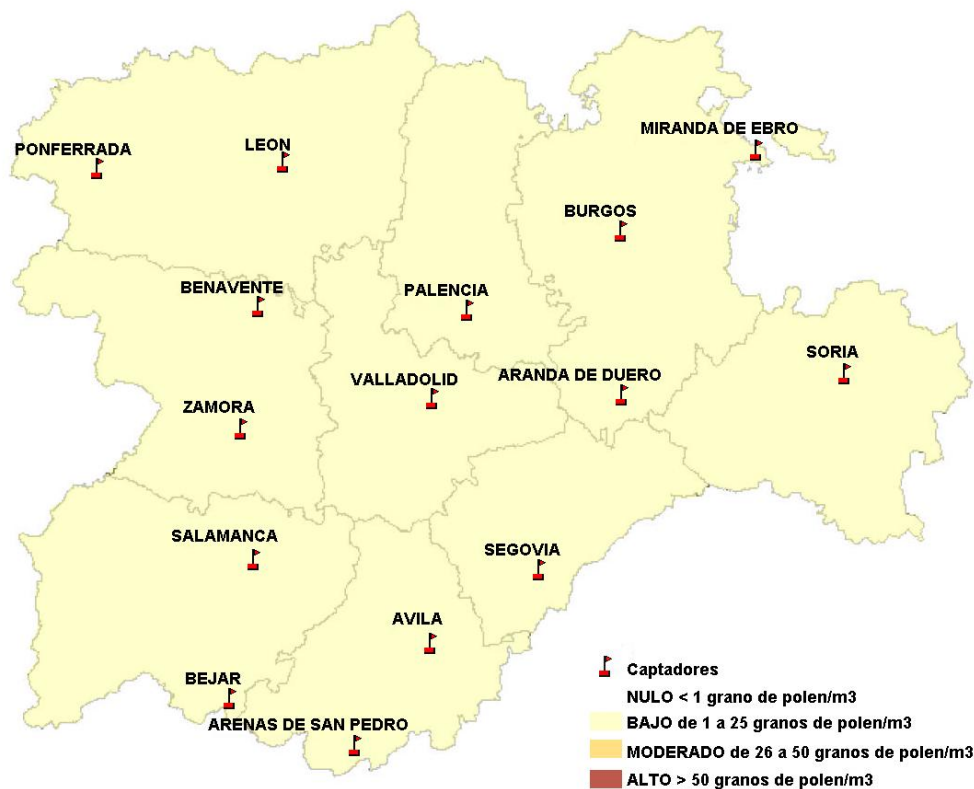 MIRANDA DE EBRO
PONFERRADA
LEON
BURGOS
BENAVENTE
PALENCIA
SORIA
VALLADOLID
ARANDA DE DUERO
ZAMORA
SALAMANCA
SEGOVIA
AVILA
BEJAR
ARENAS DE SAN PEDRO
Captadores
NULO < 1 grano de polen/m3
BAJO de 1 a 25 granos de polen/m3
MODERADO de 26 a 50 granos de polen/m3
ALTO > 50 granos de polen/m3